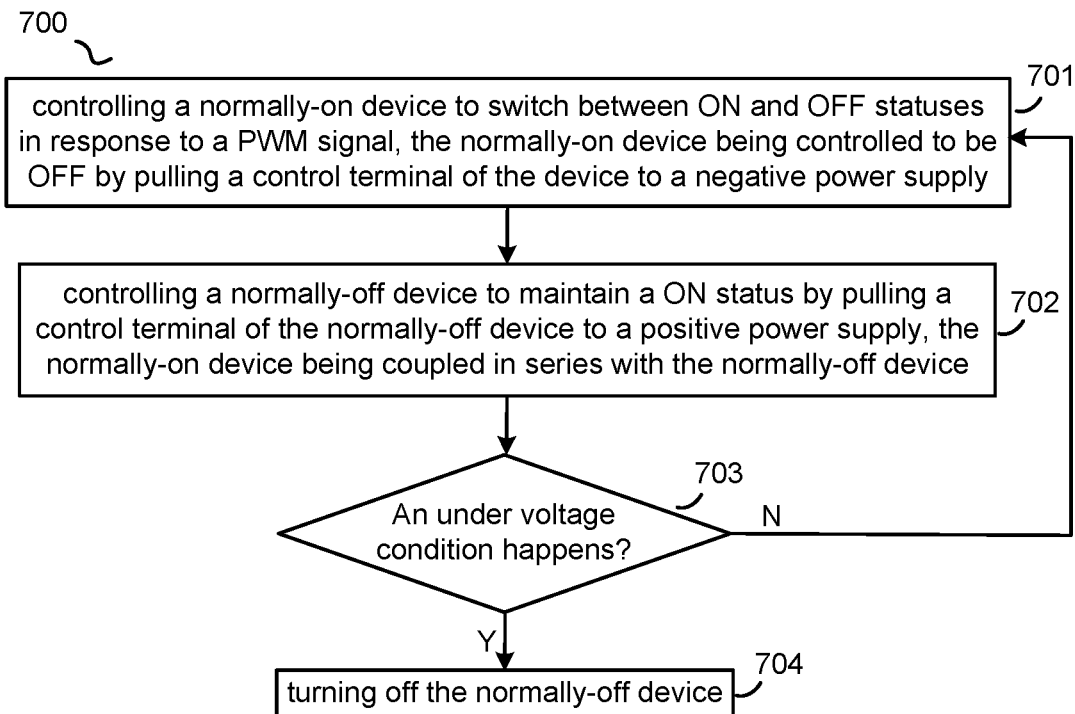 700
701
controlling a normally-on device to switch between ON and OFF statuses
in response to a PWM signal, the normally-on device being controlled to be
OFF by pulling a control terminal of the device to a negative power supply
controlling a normally-off device to maintain a ON status by pulling a
control terminal of the normally-off device to a positive power supply, the
normally-on device being coupled in series with the normally-off device
702
703
An under voltage
condition happens?
N
Y
704
turning off the normally-off device